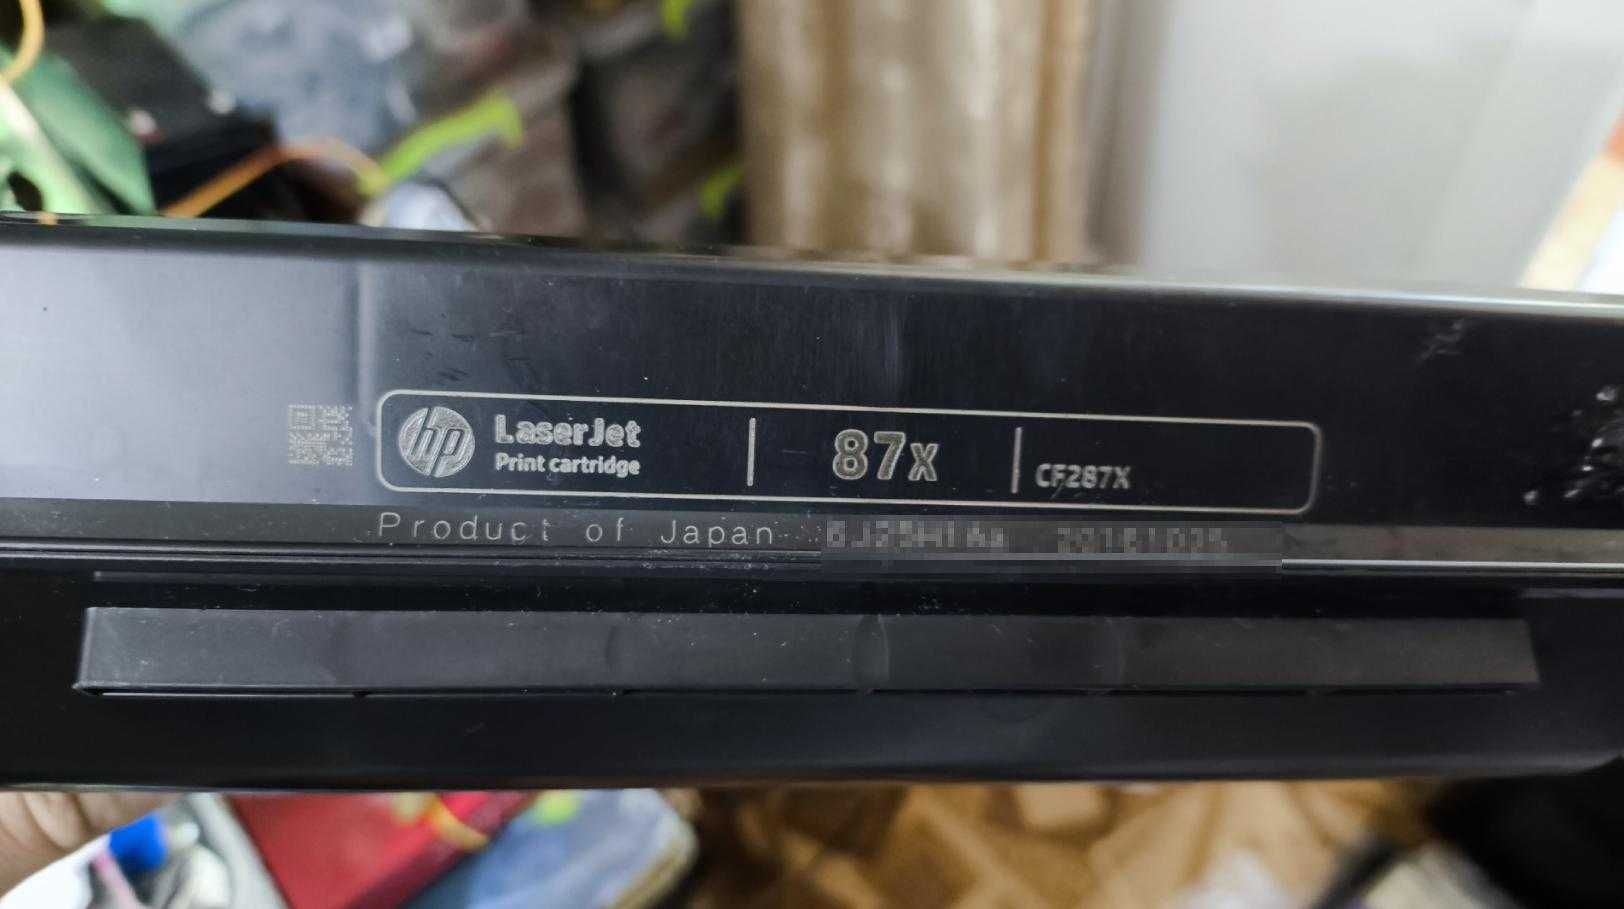 hp LaserJet
Print cartridge
87X
CF287X
Product of Japan